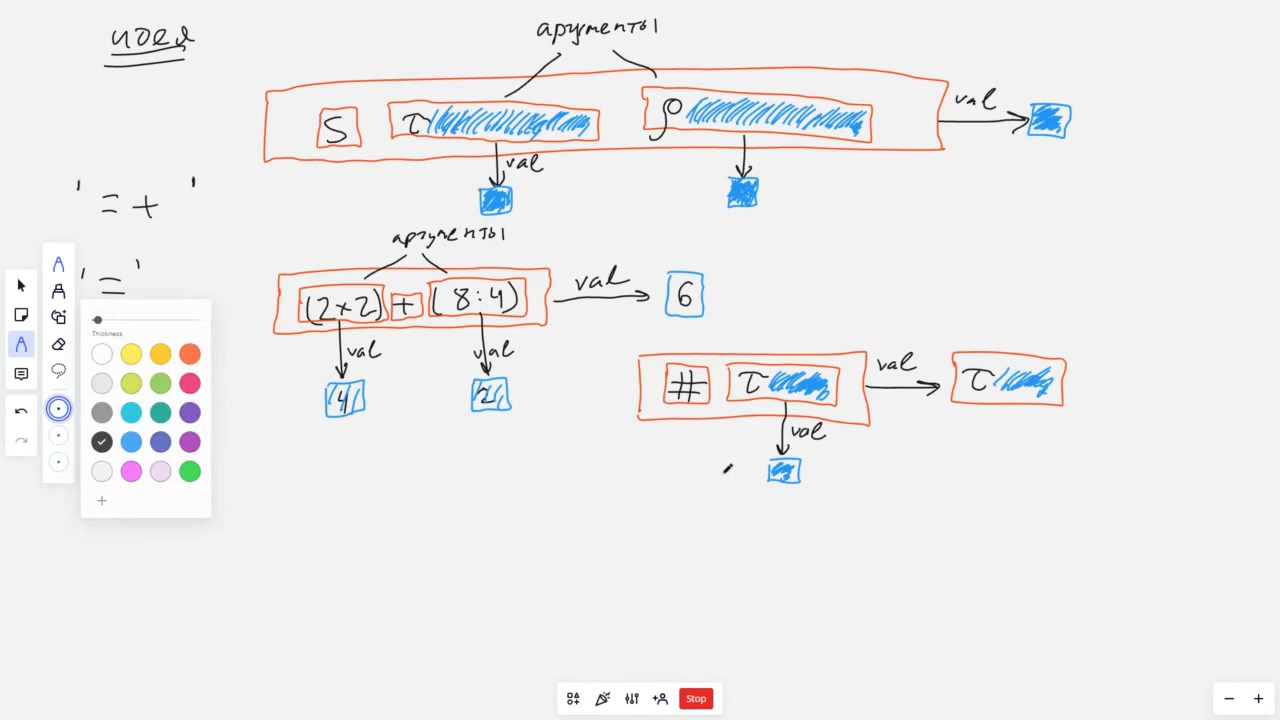 идея
аргументы
S τ ρ val
val
' = + '
аргументы
' = '
(2×2) + (8:4) val 6
val val
4 2
# τ val τ
val
Thickness
Stop